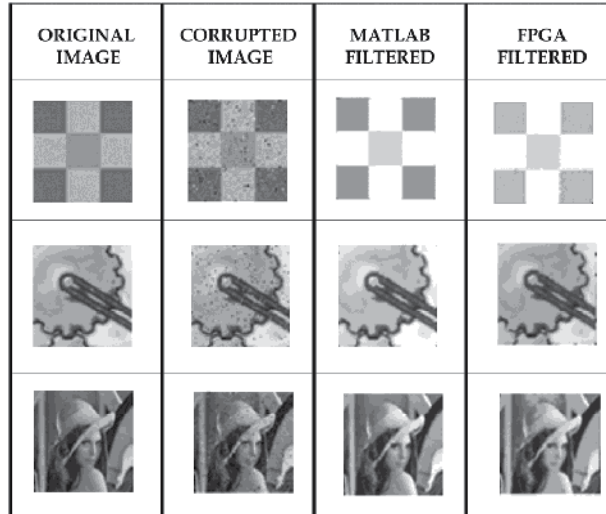 ORIGINAL
IMAGE
CORRUPTED
IMAGE
MATLAB
FILTERED
FPGA
FILTERED